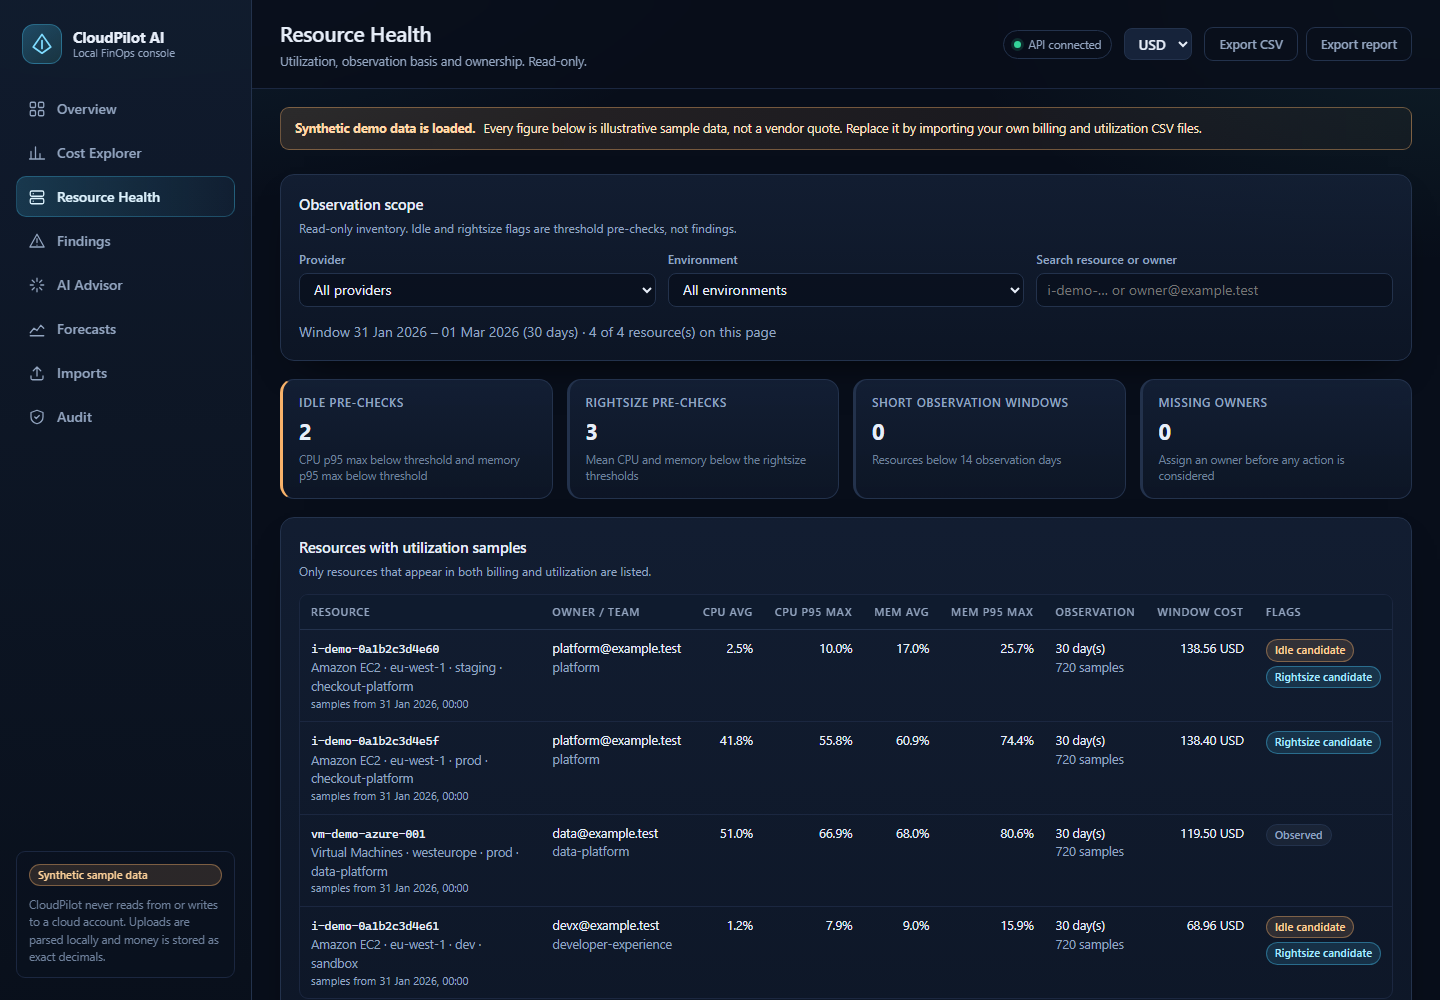 CloudPilot AI
Local FinOps console
Overview
Cost Explorer
Resource Health
Findings
AI Advisor
Forecasts
Imports
Audit
Synthetic sample data
CloudPilot never reads from or writes
to a cloud account. Uploads are
parsed locally and money is stored as
exact decimals.
Resource Health
Utilization, observation basis and ownership. Read-only.
API connected
USD
Export CSV
Export report
Synthetic demo data is loaded. Every figure below is illustrative sample data, not a vendor quote. Replace it by importing your own billing and utilization CSV files.
Observation scope
Read-only inventory. Idle and rightsize flags are threshold pre-checks, not findings.
Provider
All providers
Environment
All environments
Search resource or owner
i-demo-... or owner@example.test
Window 31 Jan 2026 – 01 Mar 2026 (30 days) · 4 of 4 resource(s) on this page
IDLE PRE-CHECKS
2
CPU p95 max below threshold and memory
p95 max below threshold
RIGHTSIZE PRE-CHECKS
3
Mean CPU and memory below the rightsize
thresholds
SHORT OBSERVATION WINDOWS
0
Resources below 14 observation days
MISSING OWNERS
0
Assign an owner before any action is
considered
Resources with utilization samples
Only resources that appear in both billing and utilization are listed.
RESOURCE OWNER / TEAM CPU AVG CPU P95 MAX MEM AVG MEM P95 MAX OBSERVATION WINDOW COST FLAGS
i-demo-0a1b2c3d4e60 platform@example.test 2.5% 10.0% 17.0% 25.7% 30 day(s) 138.56 USD Idle candidate
Amazon EC2 · eu-west-1 · staging · platform 720 samples Rightsize candidate
checkout-platform
samples from 31 Jan 2026, 00:00
i-demo-0a1b2c3d4e5f platform@example.test 41.8% 55.8% 60.9% 74.4% 30 day(s) 138.40 USD Rightsize candidate
Amazon EC2 · eu-west-1 · prod · platform 720 samples
checkout-platform
samples from 31 Jan 2026, 00:00
vm-demo-azure-001 data@example.test 51.0% 66.9% 68.0% 80.6% 30 day(s) 119.50 USD Observed
Virtual Machines · westeurope · prod · data-platform 720 samples
data-platform
samples from 31 Jan 2026, 00:00
i-demo-0a1b2c3d4e61 devx@example.test 1.2% 7.9% 9.0% 15.9% 30 day(s) 68.96 USD Idle candidate
Amazon EC2 · eu-west-1 · dev · developer-experience 720 samples Rightsize candidate
sandbox
samples from 31 Jan 2026, 00:00